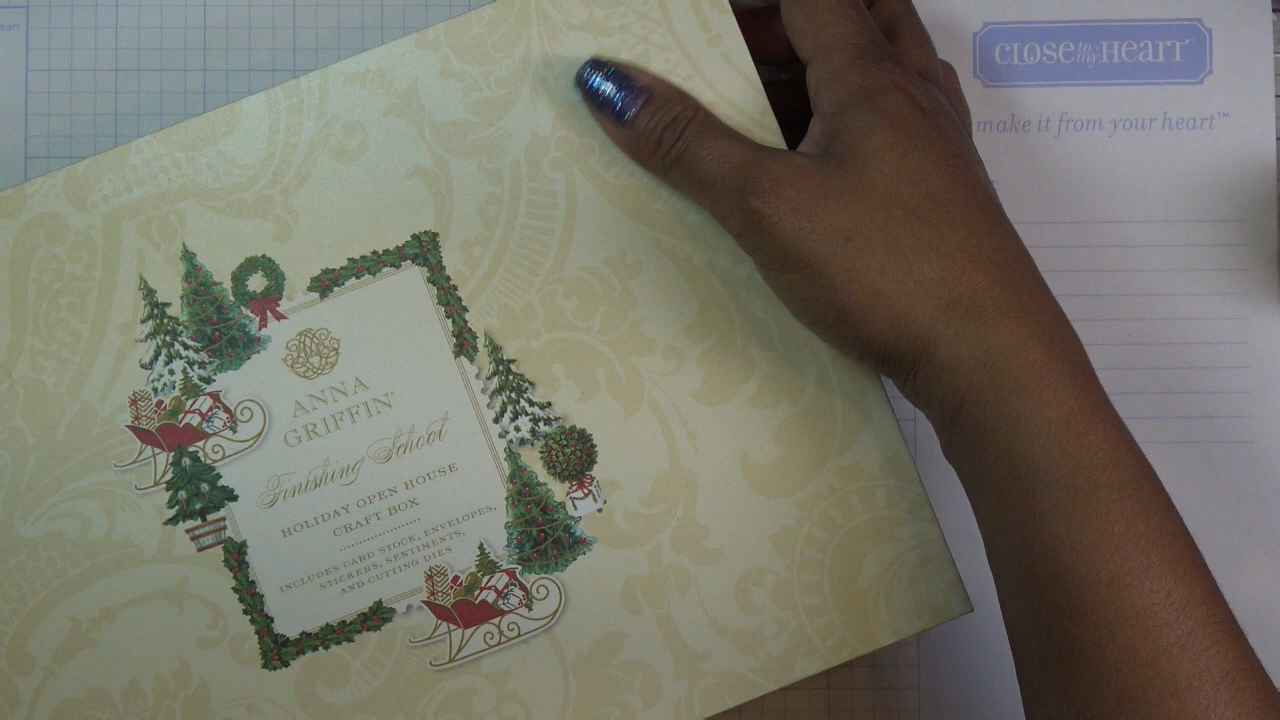 eart
CLOSE to my HEART
make it from your heart™
ANNA
GRIFFIN®
Finishing School
HOLIDAY OPEN HOUSE
CRAFT BOX
INCLUDES CARD STOCK, ENVELOPES,
STICKERS, SENTIMENTS,
AND CUTTING DIES